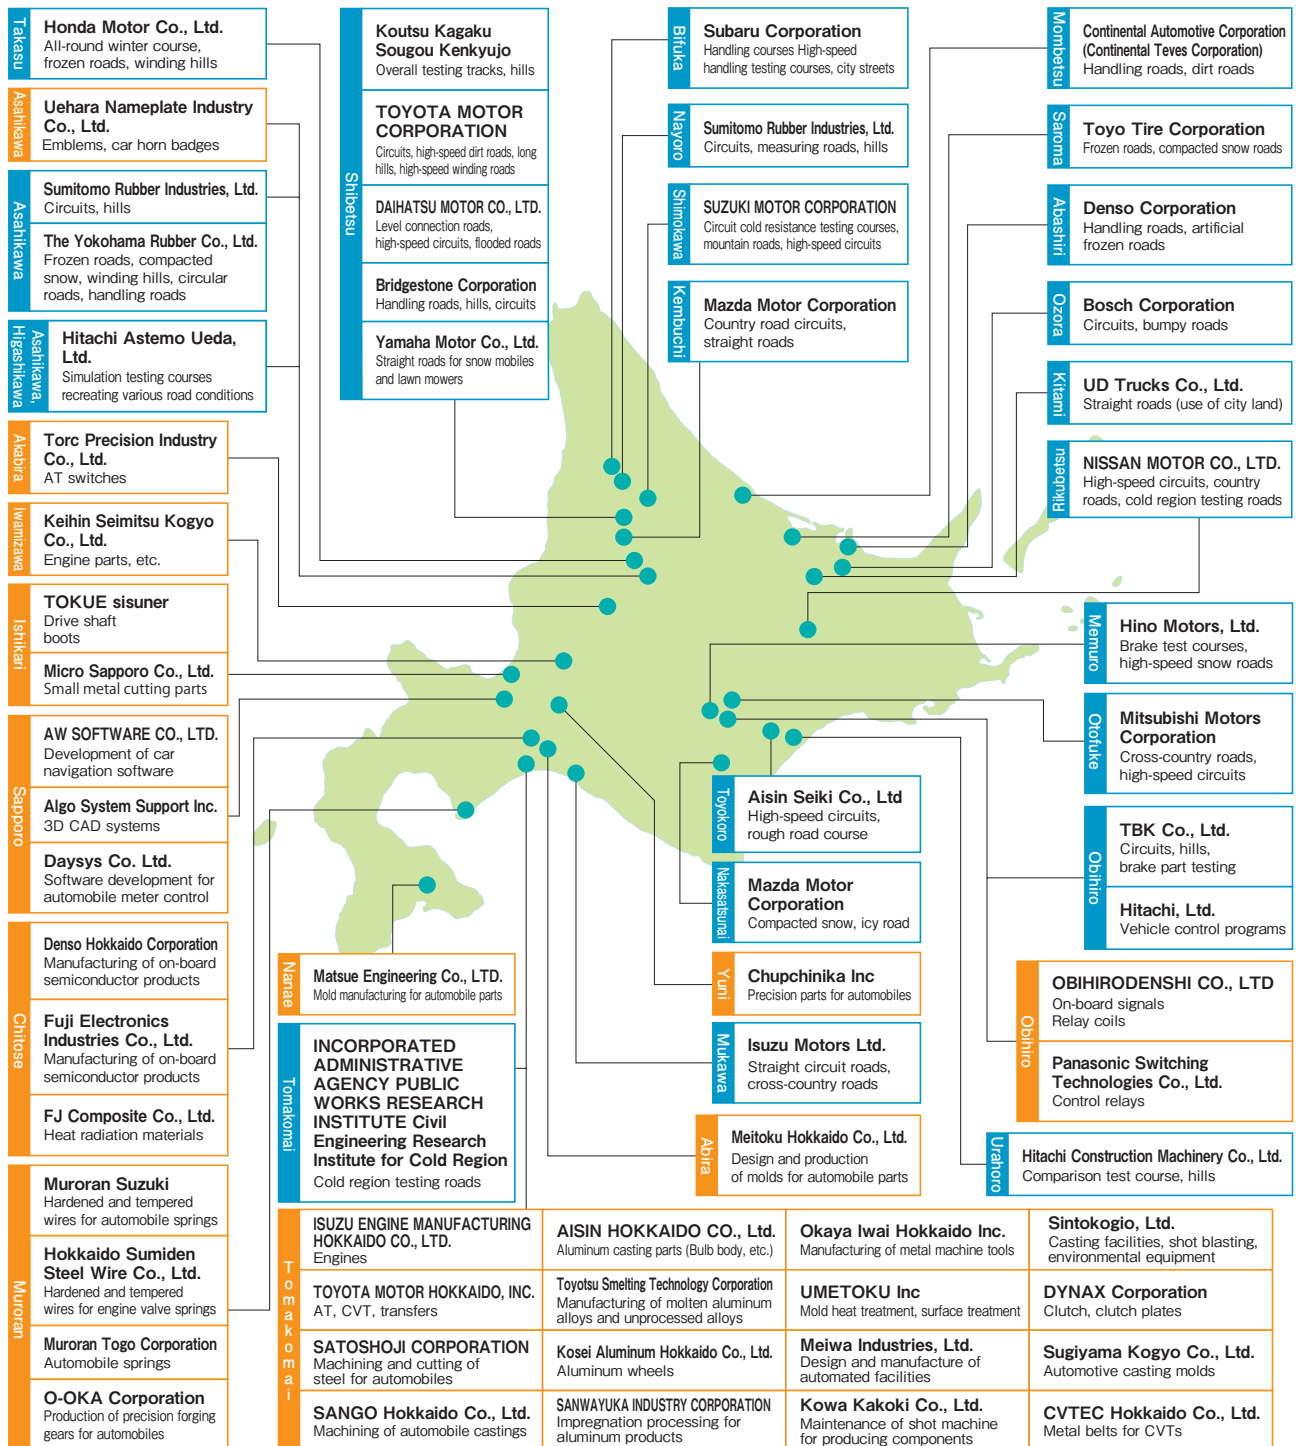 Takasu
Honda Motor Co., Ltd.
All-round winter course,
frozen roads, winding hills
Asahikawa
Uehara Nameplate Industry
Co., Ltd.
Emblems, car horn badges
Asahikawa
Sumitomo Rubber Industries, Ltd.
Circuits, hills
The Yokohama Rubber Co., Ltd.
Frozen roads, compacted
snow, winding hills, circular
roads, handling roads
Asahikawa,
Higashikawa
Hitachi Astemo Ueda,
Ltd.
Simulation testing courses
recreating various road conditions
Akabira
Torc Precision Industry
Co., Ltd.
AT switches
Iwamizawa
Keihin Seimitsu Kogyo
Co., Ltd.
Engine parts, etc.
Ishikari
TOKUE sisuner
Drive shaft
boots
Micro Sapporo Co., Ltd.
Small metal cutting parts
Sapporo
AW SOFTWARE CO., LTD.
Development of car
navigation software
Algo System Support Inc.
3D CAD systems
Daysys Co. Ltd.
Software development for
automobile meter control
Chitose
Denso Hokkaido Corporation
Manufacturing of on-board
semiconductor products
Fuji Electronics
Industries Co., Ltd.
Manufacturing of on-board
semiconductor products
FJ Composite Co., Ltd.
Heat radiation materials
Muroran
Muroran Suzuki
Hardened and tempered
wires for automobile springs
Hokkaido Sumiden
Steel Wire Co., Ltd.
Hardened and tempered
wires for engine valve springs
Muroran Togo Corporation
Automobile springs
O-OKA Corporation
Production of precision forging
gears for automobiles
Shibetsu
Koutsu Kagaku
Sougou Kenkyujo
Overall testing tracks, hills
TOYOTA MOTOR
CORPORATION
Circuits, high-speed dirt roads, long
hills, high-speed winding roads
DAIHATSU MOTOR CO., LTD.
Level connection roads,
high-speed circuits, flooded roads
Bridgestone Corporation
Handling roads, hills, circuits
Yamaha Motor Co., Ltd.
Straight roads for snow mobiles
and lawn mowers
Bifuka
Subaru Corporation
Handling courses High-speed
handling testing courses, city streets
Nayoro
Sumitomo Rubber Industries, Ltd.
Circuits, measuring roads, hills
Shimokawa
SUZUKI MOTOR CORPORATION
Circuit cold resistance testing courses,
mountain roads, high-speed circuits
Kembuchi
Mazda Motor Corporation
Country road circuits,
straight roads
Mombetsu
Continental Automotive Corporation
(Continental Teves Corporation)
Handling roads, dirt roads
Saroma
Toyo Tire Corporation
Frozen roads, compacted snow roads
Abashiri
Denso Corporation
Handling roads, artificial
frozen roads
Ozora
Bosch Corporation
Circuits, bumpy roads
Kitami
UD Trucks Co., Ltd.
Straight roads (use of city land)
Rikubetsu
NISSAN MOTOR CO., LTD.
High-speed circuits, country
roads, cold region testing roads
Memuro
Hino Motors, Ltd.
Brake test courses,
high-speed snow roads
Otofuke
Mitsubishi Motors
Corporation
Cross-country roads,
high-speed circuits
Obihiro
TBK Co., Ltd.
Circuits, hills,
brake part testing
Hitachi, Ltd.
Vehicle control programs
Obihiro
OBIHIRODENSHI CO., LTD
On-board signals
Relay coils
Panasonic Switching
Technologies Co., Ltd.
Control relays
Urahoro
Hitachi Construction Machinery Co., Ltd.
Comparison test course, hills
Toyokoro
Aisin Seiki Co., Ltd
High-speed circuits,
rough road course
Nakasatsunai
Mazda Motor
Corporation
Compacted snow, icy road
Yuni
Chupchinika Inc
Precision parts for automobiles
Mukawa
Isuzu Motors Ltd.
Straight circuit roads,
cross-country roads
Abira
Meitoku Hokkaido Co., Ltd.
Design and production
of molds for automobile parts
Nanae
Matsue Engineering Co., LTD.
Mold manufacturing for automobile parts
Tomakomai
INCORPORATED
ADMINISTRATIVE
AGENCY PUBLIC
WORKS RESEARCH
INSTITUTE Civil
Engineering Research
Institute for Cold Region
Cold region testing roads
Tomakomai
ISUZU ENGINE MANUFACTURING
HOKKAIDO CO., LTD.
Engines
AISIN HOKKAIDO CO., Ltd.
Aluminum casting parts (Bulb body, etc.)
Okaya Iwai Hokkaido Inc.
Manufacturing of metal machine tools
Sintokogio, Ltd.
Casting facilities, shot blasting,
environmental equipment
TOYOTA MOTOR HOKKAIDO, INC.
AT, CVT, transfers
Toyotsu Smelting Technology Corporation
Manufacturing of molten aluminum
alloys and unprocessed alloys
UMETOKU Inc
Mold heat treatment, surface treatment
DYNAX Corporation
Clutch, clutch plates
SATOSHOJI CORPORATION
Machining and cutting of
steel for automobiles
Kosei Aluminum Hokkaido Co., Ltd.
Aluminum wheels
Meiwa Industries, Ltd.
Design and manufacture of
automated facilities
Sugiyama Kogyo Co., Ltd.
Automotive casting molds
SANGO Hokkaido Co., Ltd.
Machining of automobile castings
SANWAYUKA INDUSTRY CORPORATION
Impregnation processing for
aluminum products
Kowa Kakoki Co., Ltd.
Maintenance of shot machine
for producing components
CVTEC Hokkaido Co., Ltd.
Metal belts for CVTs